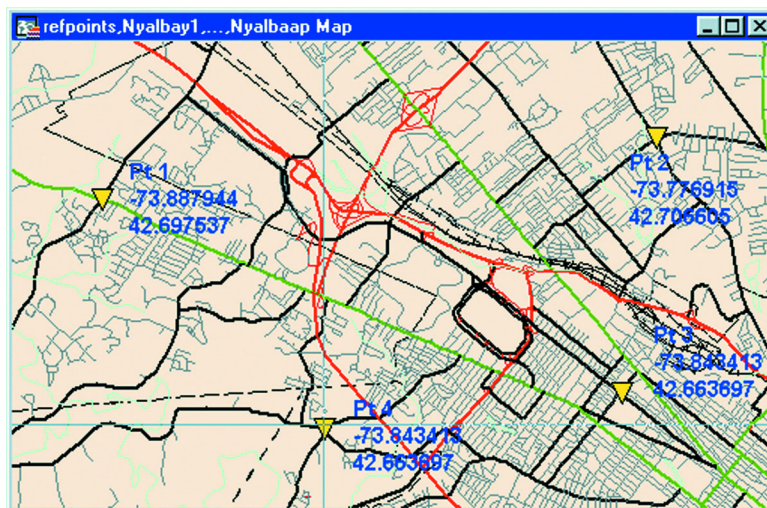 refpoints,Nyalbay1,...,Nyalbaap Map
Pt 1
-73.887944
42.697537
Pt 2
-73.776915
42.706605
Pt 3
-73.843413
42.663697
Pt 4
-73.843413
42.663697